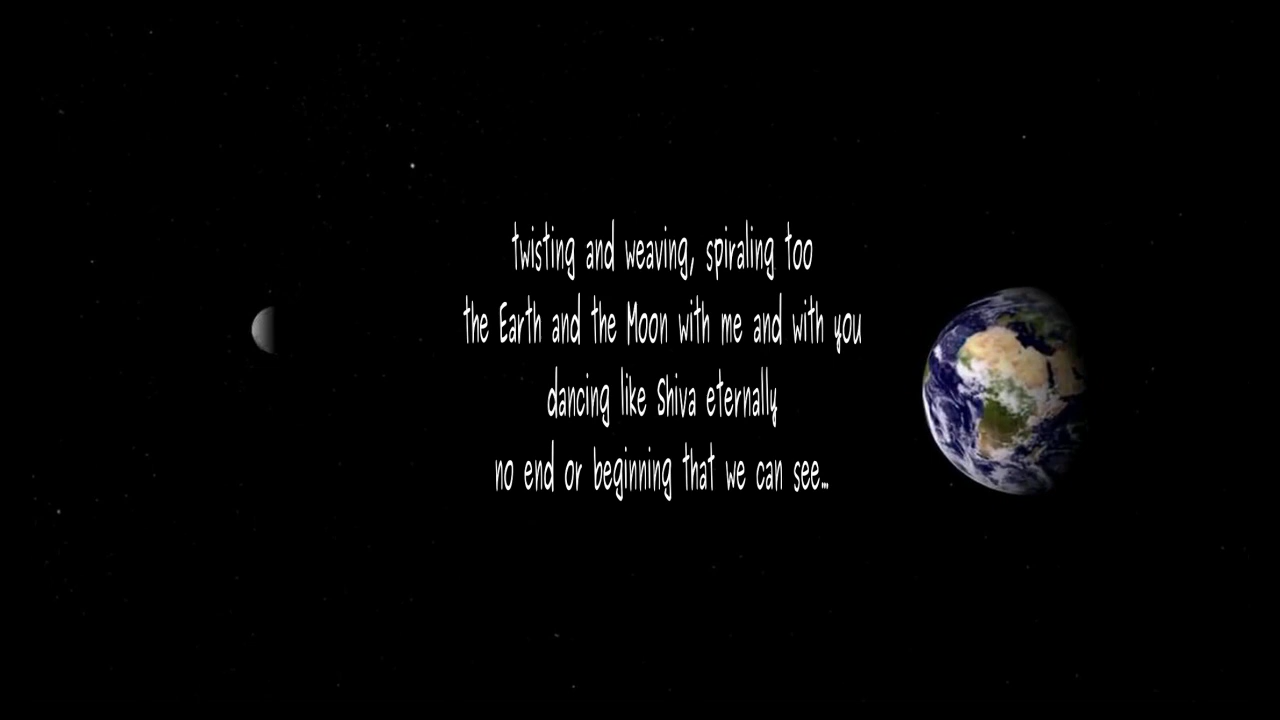 twisting and weaving, spiraling too
the Earth and the Moon with me and with you
dancing like Shiva eternally
no end or beginning that we can see...